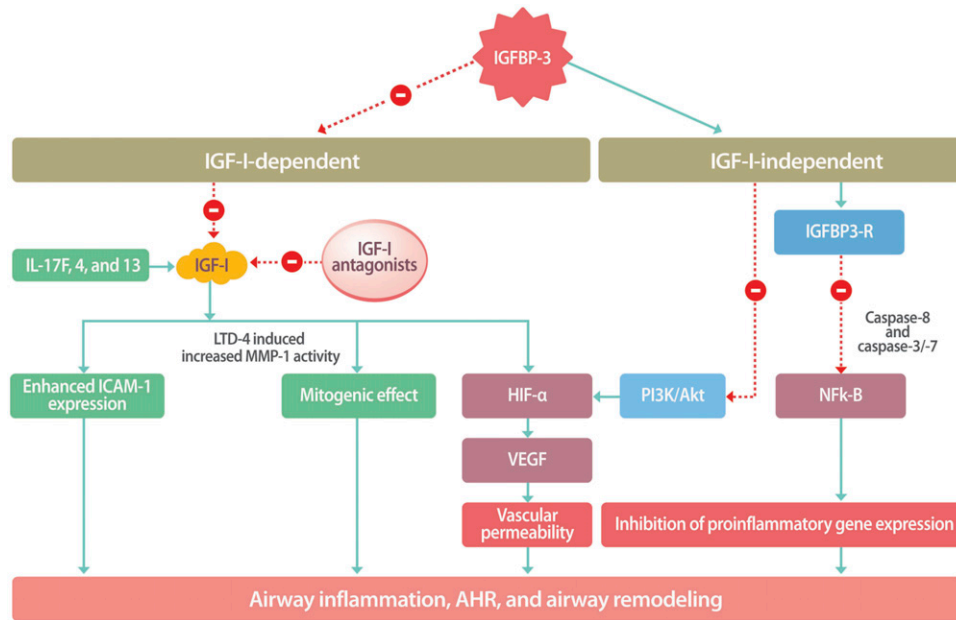 IGFBP-3
IGF-I-dependent
IGF-I-independent
IGFBP3-R
IL-17F, 4, and 13
IGF-I
IGF-I
antagonists
Caspase-8
and
caspase-3/-7
LTD-4 induced
increased MMP-1 activity
Enhanced ICAM-1
expression
Mitogenic effect
HIF-α
PI3K/Akt
NFk-B
VEGF
Vascular
permeability
Inhibition of proinflammatory gene expression
Airway inflammation, AHR, and airway remodeling